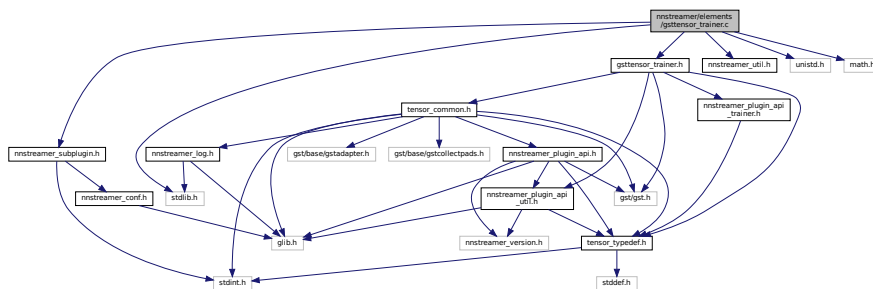 nnstreamer/elements
/gsttensor_trainer.c
gsttensor_trainer.h
nnstreamer_util.h
unistd.h
math.h
tensor_common.h
nnstreamer_plugin_api
_trainer.h
nnstreamer_subplugin.h
nnstreamer_log.h
gst/base/gstadapter.h
gst/base/gstcollectpads.h
nnstreamer_plugin_api.h
nnstreamer_conf.h
stdlib.h
nnstreamer_plugin_api
_util.h
gst/gst.h
glib.h
nnstreamer_version.h
tensor_typedef.h
stdint.h
stddef.h